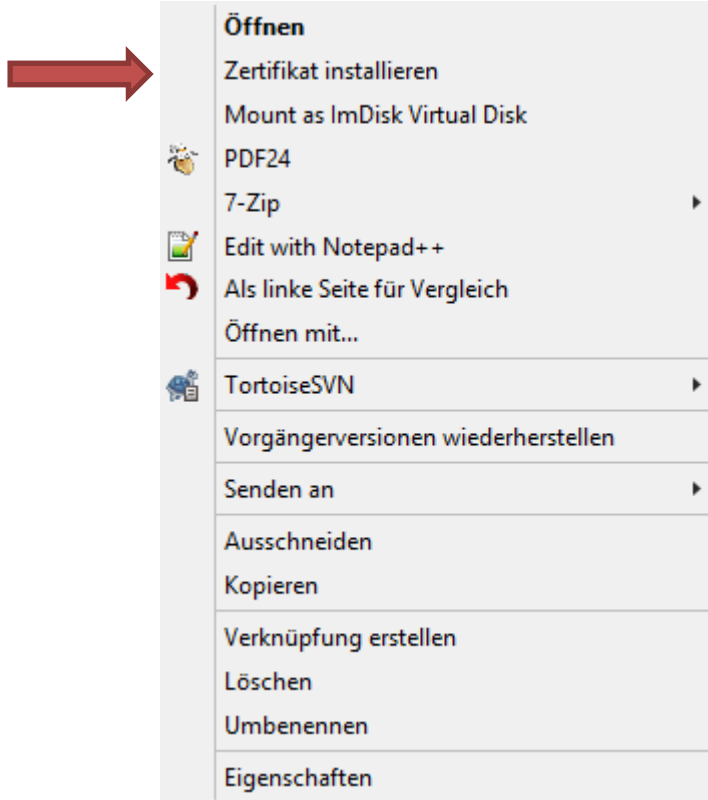 Öffnen
Zertifikat installieren
Mount as ImDisk Virtual Disk
PDF24
7-Zip
Edit with Notepad++
Als linke Seite für Vergleich
Öffnen mit...
TortoiseSVN
Vorgängerversionen wiederherstellen
Senden an
Ausschneiden
Kopieren
Verknüpfung erstellen
Löschen
Umbenennen
Eigenschaften